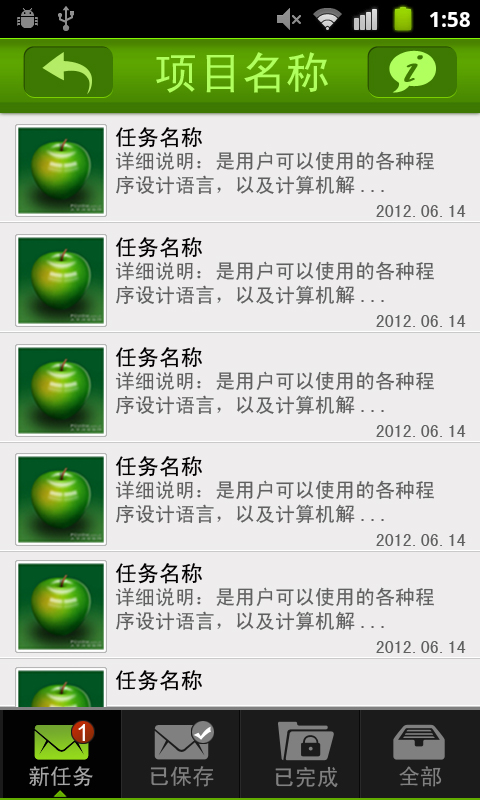 1:58
项目名称
任务名称
详细说明：是用户可以使用的各种程
序设计语言，以及计算机解...
2012.06.14
任务名称
详细说明：是用户可以使用的各种程
序设计语言，以及计算机解...
2012.06.14
任务名称
详细说明：是用户可以使用的各种程
序设计语言，以及计算机解...
2012.06.14
任务名称
详细说明：是用户可以使用的各种程
序设计语言，以及计算机解...
2012.06.14
任务名称
详细说明：是用户可以使用的各种程
序设计语言，以及计算机解...
2012.06.14
任务名称
1
新任务
已保存
已完成
全部